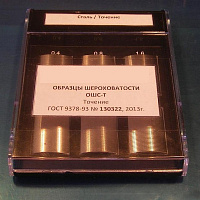 Сталь / Точение
0,4 0,8 1,6
ОБРАЗЦЫ ШЕРОХОВАТОСТИ
ОШС-Т
Точение
ГОСТ 9378-93 № 130322, 2013г.